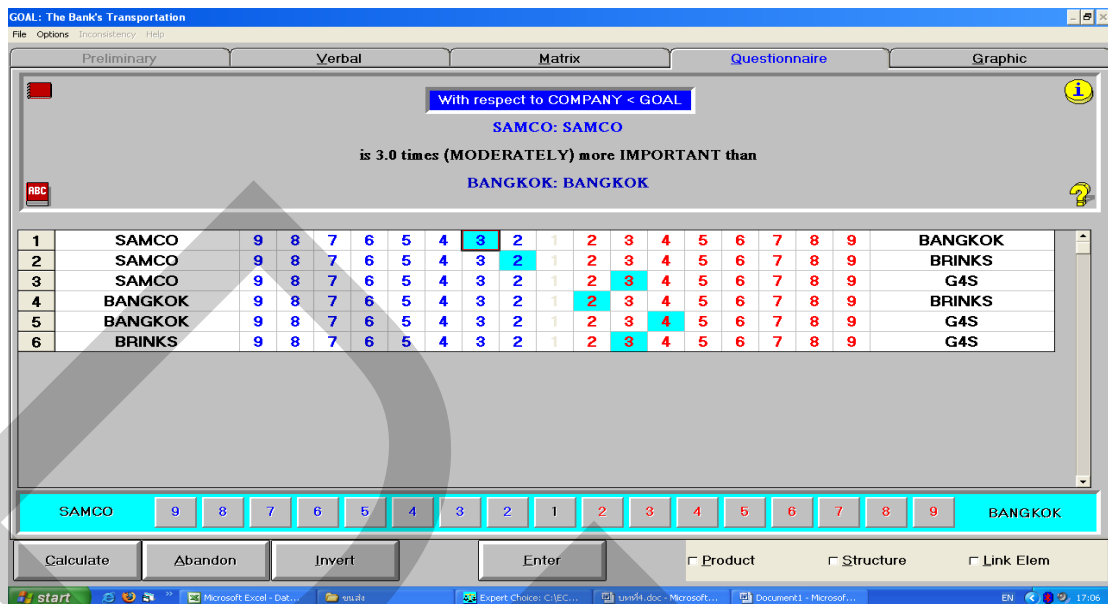 GOAL: The Bank's Transportation
File Options Inconsistency Help
Preliminary Verbal Matrix Questionnaire Graphic
With respect to COMPANY < GOAL
SAMCO: SAMCO
is 3.0 times (MODERATELY) more IMPORTANT than
BANGKOK: BANGKOK
ABC
1 SAMCO 9 8 7 6 5 4 3 2 1 2 3 4 5 6 7 8 9 BANGKOK
2 SAMCO 9 8 7 6 5 4 3 2 1 2 3 4 5 6 7 8 9 BRINKS
3 SAMCO 9 8 7 6 5 4 3 2 1 2 3 4 5 6 7 8 9 G4S
4 BANGKOK 9 8 7 6 5 4 3 2 1 2 3 4 5 6 7 8 9 BRINKS
5 BANGKOK 9 8 7 6 5 4 3 2 1 2 3 4 5 6 7 8 9 G4S
6 BRINKS 9 8 7 6 5 4 3 2 1 2 3 4 5 6 7 8 9 G4S
SAMCO 9 8 7 6 5 4 3 2 1 2 3 4 5 6 7 8 9 BANGKOK
Calculate Abandon Invert Enter Product Structure Link Elem
start Microsoft Excel - Dat... ขนส่ง Expert Choice: C:\EC... บทที่4.doc - Microsoft... Document1 - Microsof... EN 17:06